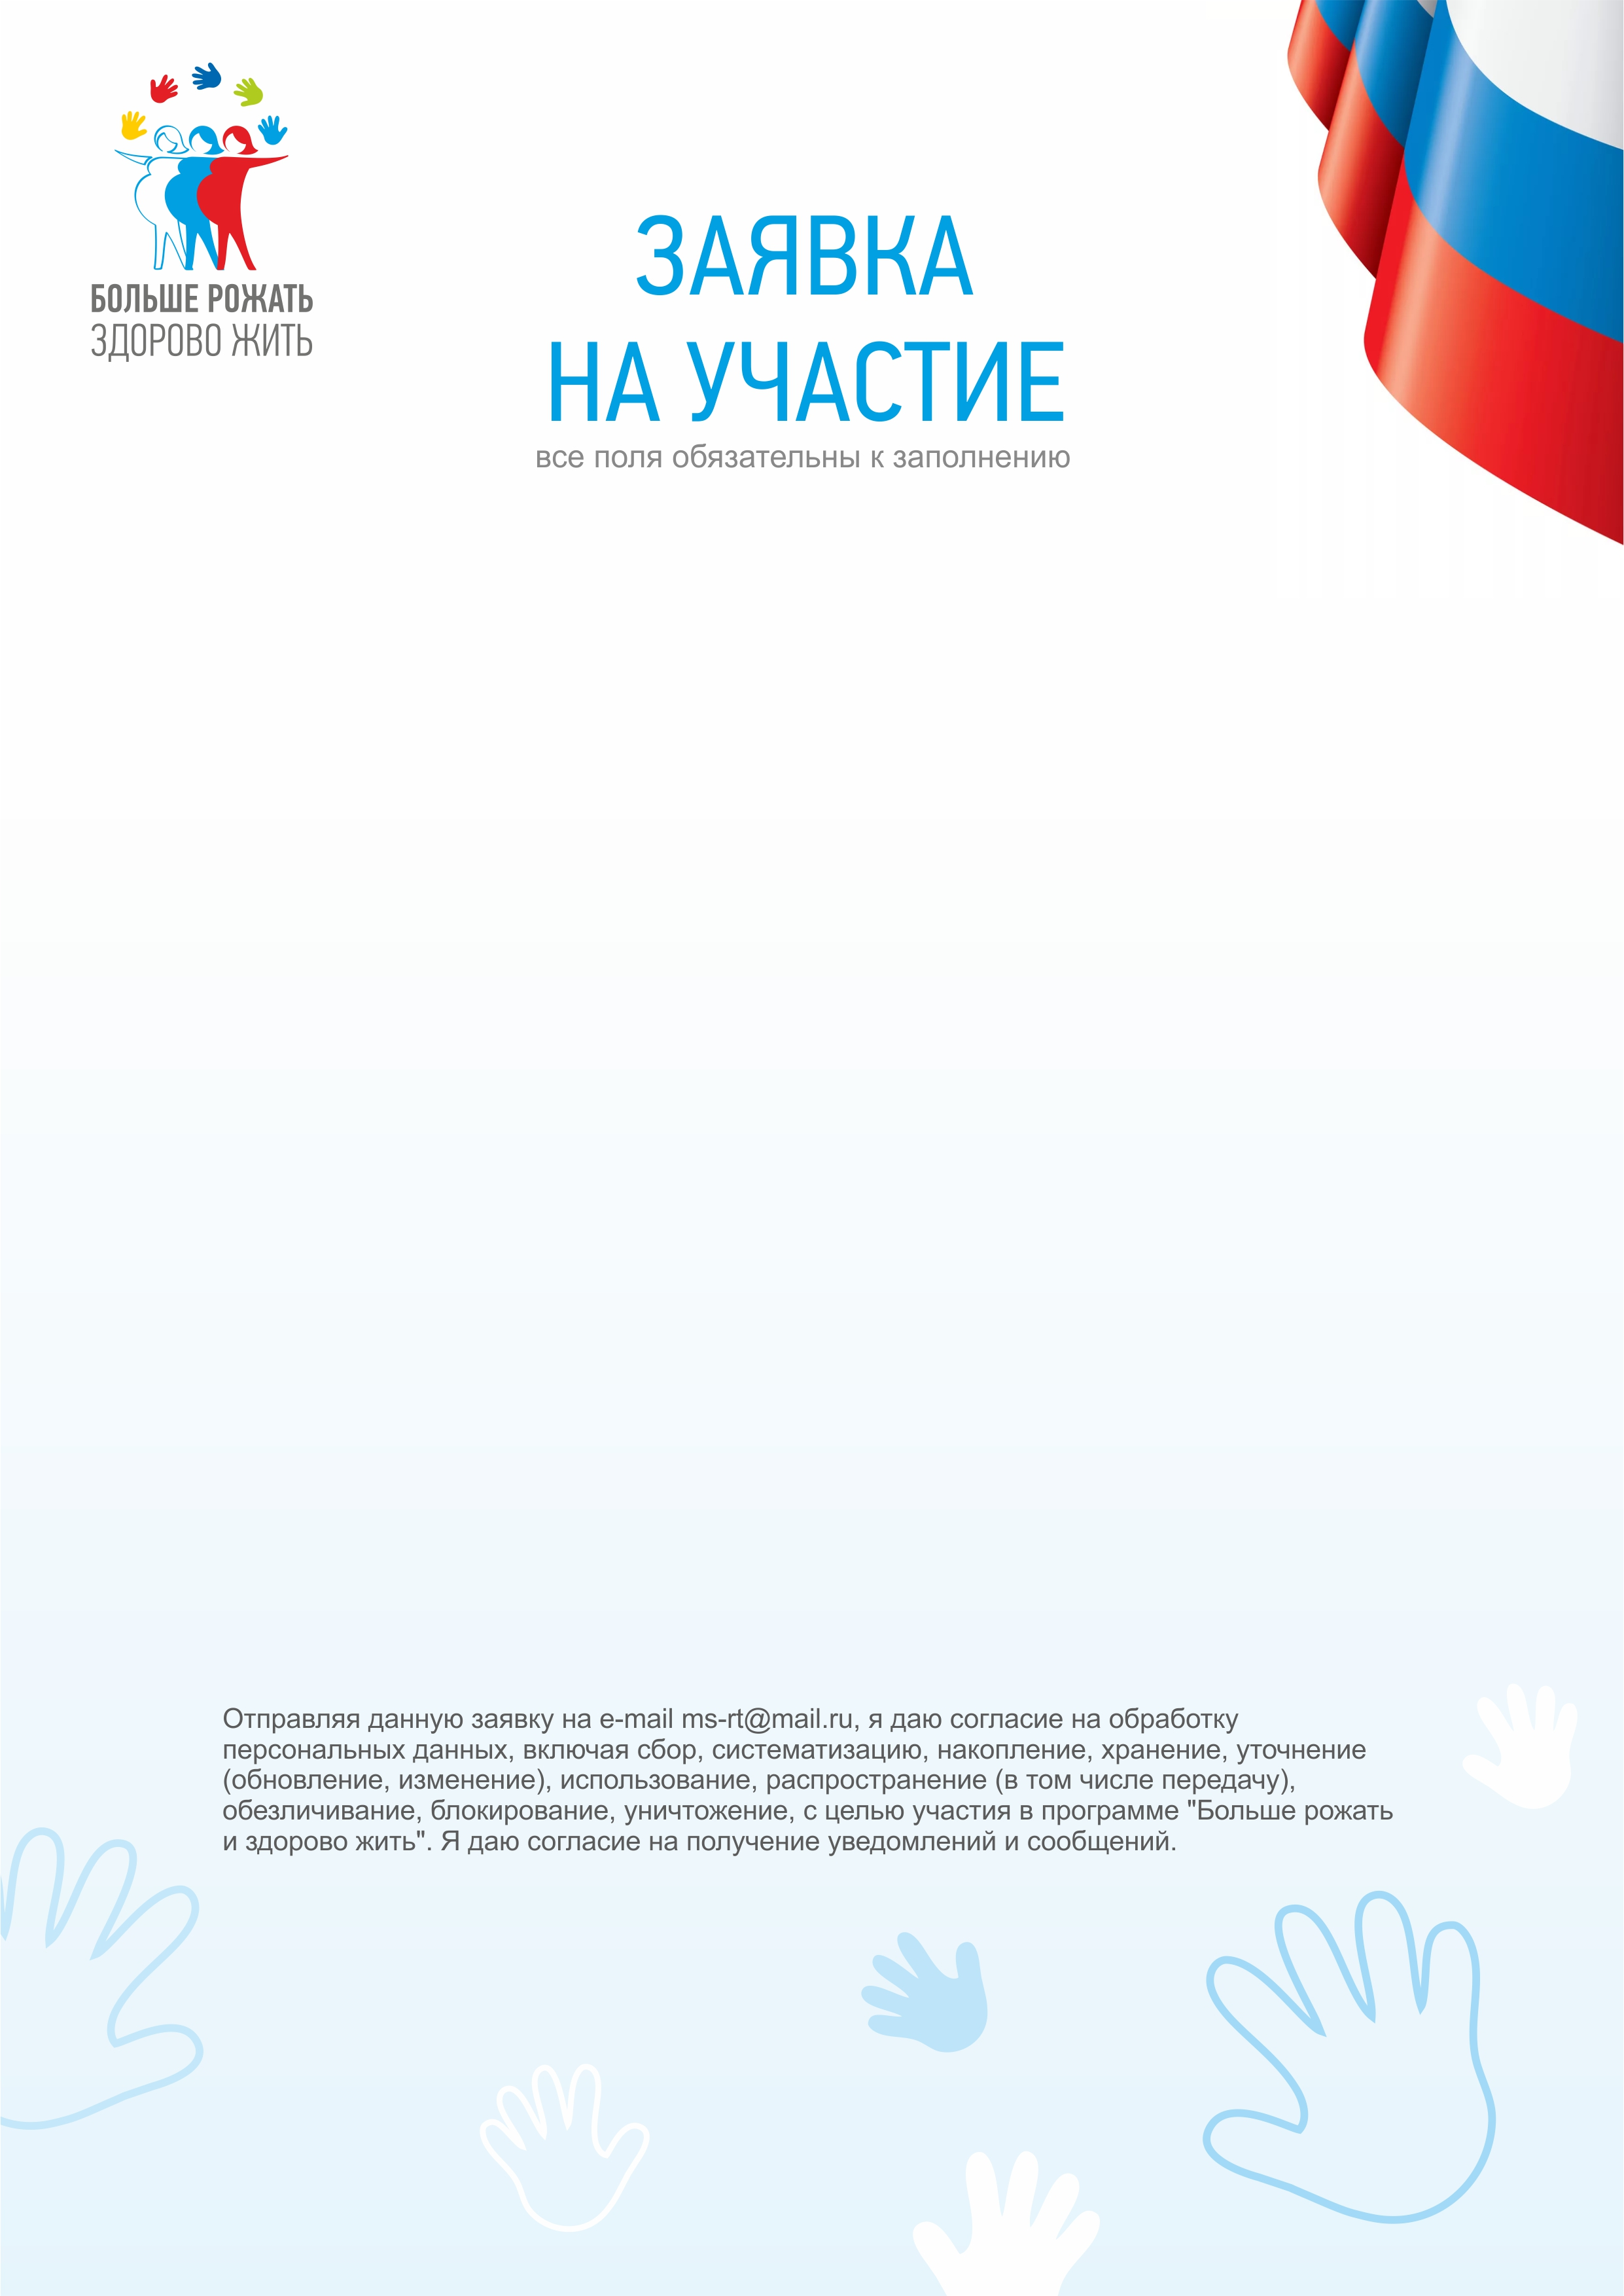 БОЛЬШЕ РОЖАТЬ
ЗДОРОВО ЖИТЬ
ЗАЯВКА
НА УЧАСТИЕ
все поля обязательны к заполнению
Отправляя данную заявку на e-mail ms-rt@mail.ru, я даю согласие на обработку
персональных данных, включая сбор, систематизацию, накопление, хранение, уточнение
(обновление, изменение), использование, распространение (в том числе передачу),
обезличивание, блокирование, уничтожение, с целью участия в программе "Больше рожать
и здорово жить". Я даю согласие на получение уведомлений и сообщений.